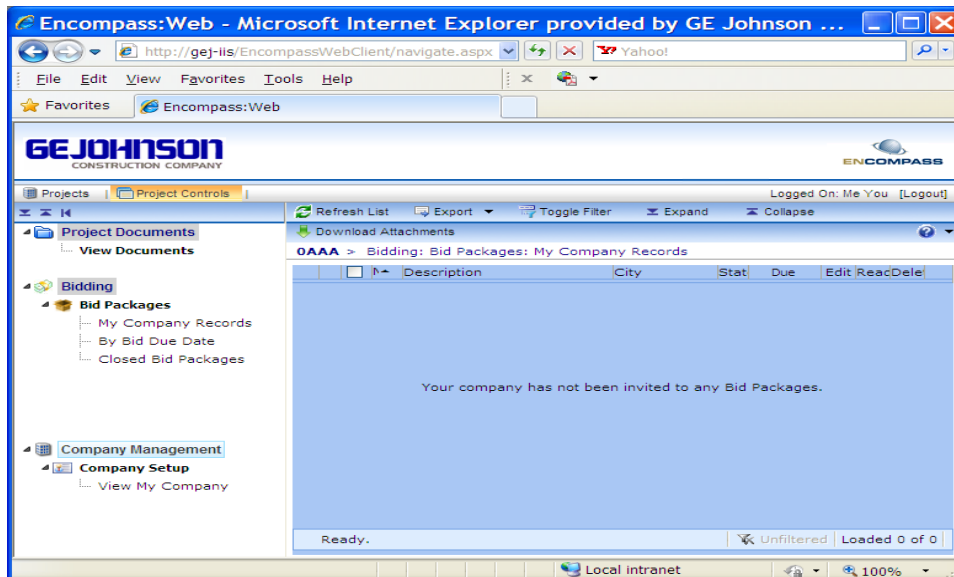 Encompass:Web - Microsoft Internet Explorer provided by GE Johnson ...
http://gej-iis/EncompassWebClient/navigate.aspx Yahoo!
File Edit View Favorites Tools Help
Favorites Encompass:Web
GE JOHNSON
CONSTRUCTION COMPANY
ENCOMPASS
Projects | Project Controls | Logged On: Me You [Logout]
Refresh List Export Toggle Filter Expand Collapse
Project Documents
Download Attachments
View Documents
0AAA > Bidding: Bid Packages: My Company Records
Description City Stat Due Edit Read Dele
Bidding
Bid Packages
My Company Records
By Bid Due Date
Closed Bid Packages
Your company has not been invited to any Bid Packages.
Company Management
Company Setup
View My Company
Ready. Unfiltered Loaded 0 of 0
Local intranet 100%